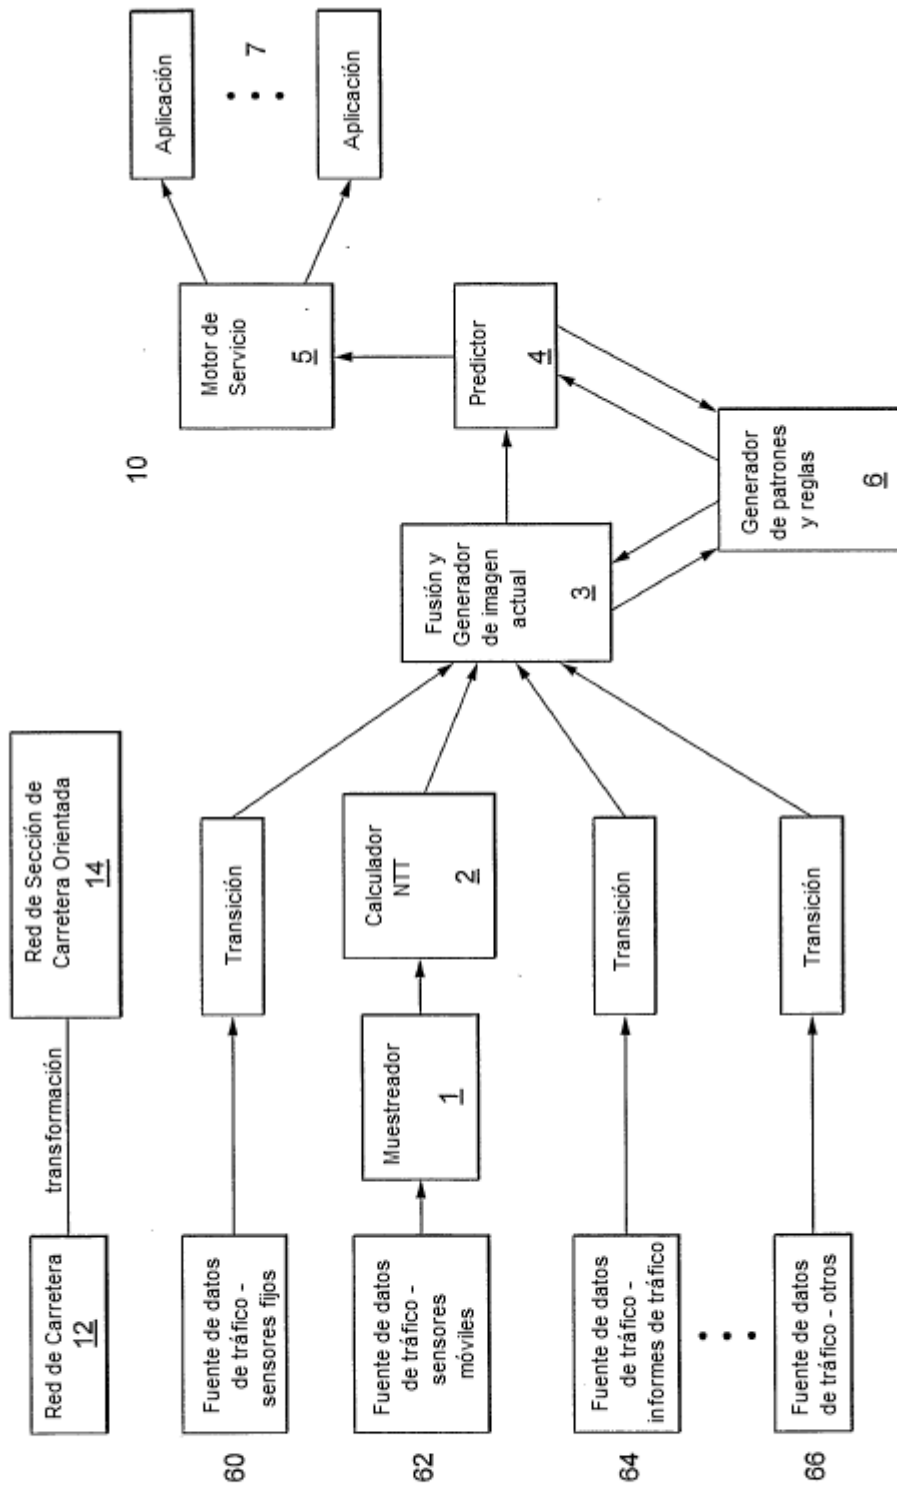 Red de Carretera
12
transformación
Red de Sección de
Carretera Orientada
14
10
60
Fuente de datos
de tráfico -
sensores fijos
Transición
62
Fuente de datos
de tráfico -
sensores
móviles
Muestreador
1
Calculador
NTT
2
64
Fuente de datos
de tráfico -
informes de tráfico
Transición
66
Fuente de datos
de tráfico - otros
Transición
Fusión y
Generador
de imagen
actual
3
Predictor
4
Motor de
Servicio
5
Generador
de patrones
y reglas
6
Aplicación
7
Aplicación